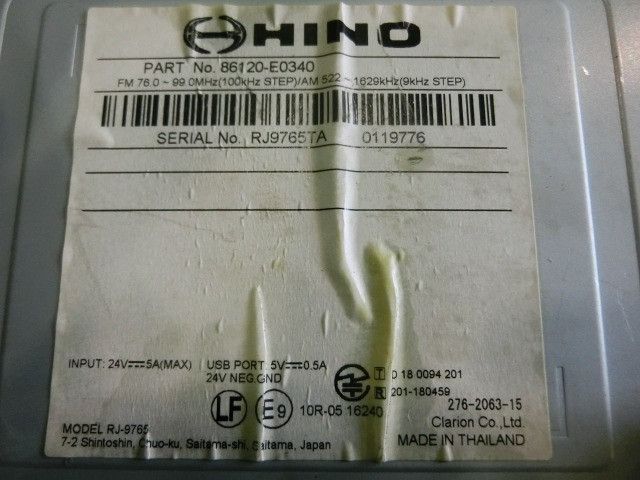 HINO
PART No. 86120-E0340
FM 76.0 ~ 99.0MHz(100kHz STEP)/AM 522 ~ 1629kHz(9kHz STEP)
SERIAL No. RJ9765TA 0119776
INPUT: 24V⎓5A(MAX) USB PORT: 5V⎓0.5A
24V NEG.GND
T D 18 0094 201
R 201-180459
LF E9 10R-05 16240
276-2063-15
Clarion Co.,Ltd
MODEL RJ-9765
7-2 Shintoshin, Chuo-ku, Saitama-shi, Saitama, Japan
MADE IN THAILAND